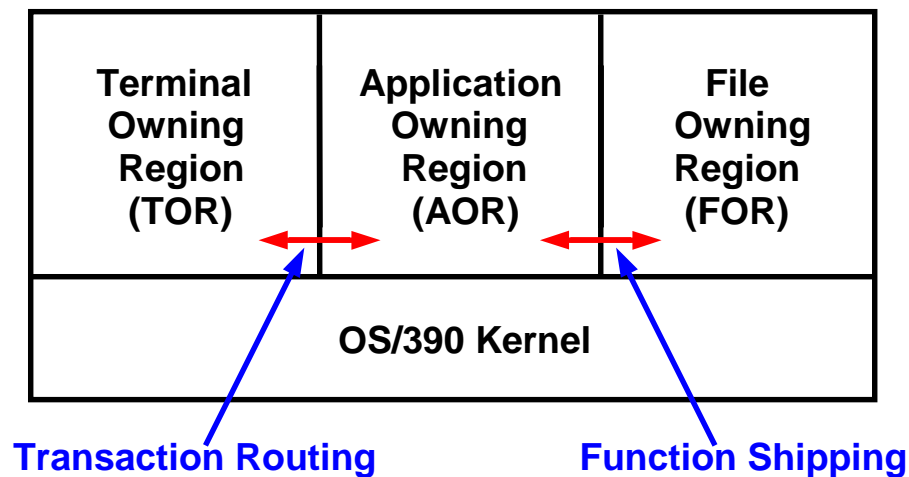 Terminal
Owning
Region
(TOR)
Application
Owning
Region
(AOR)
File
Owning
Region
(FOR)
OS/390 Kernel
Transaction Routing
Function Shipping